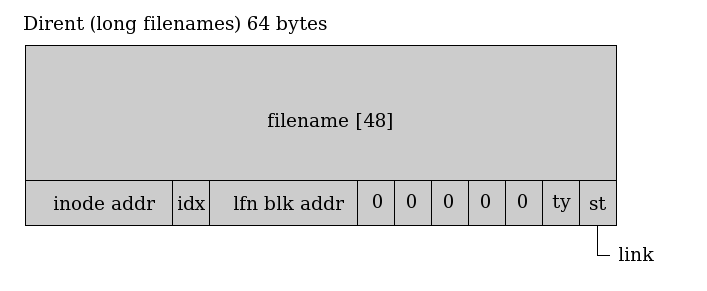 Dirent (long filenames) 64 bytes
filename [48]
inode addr idx lfn blk addr 0 0 0 0 0 ty st
link